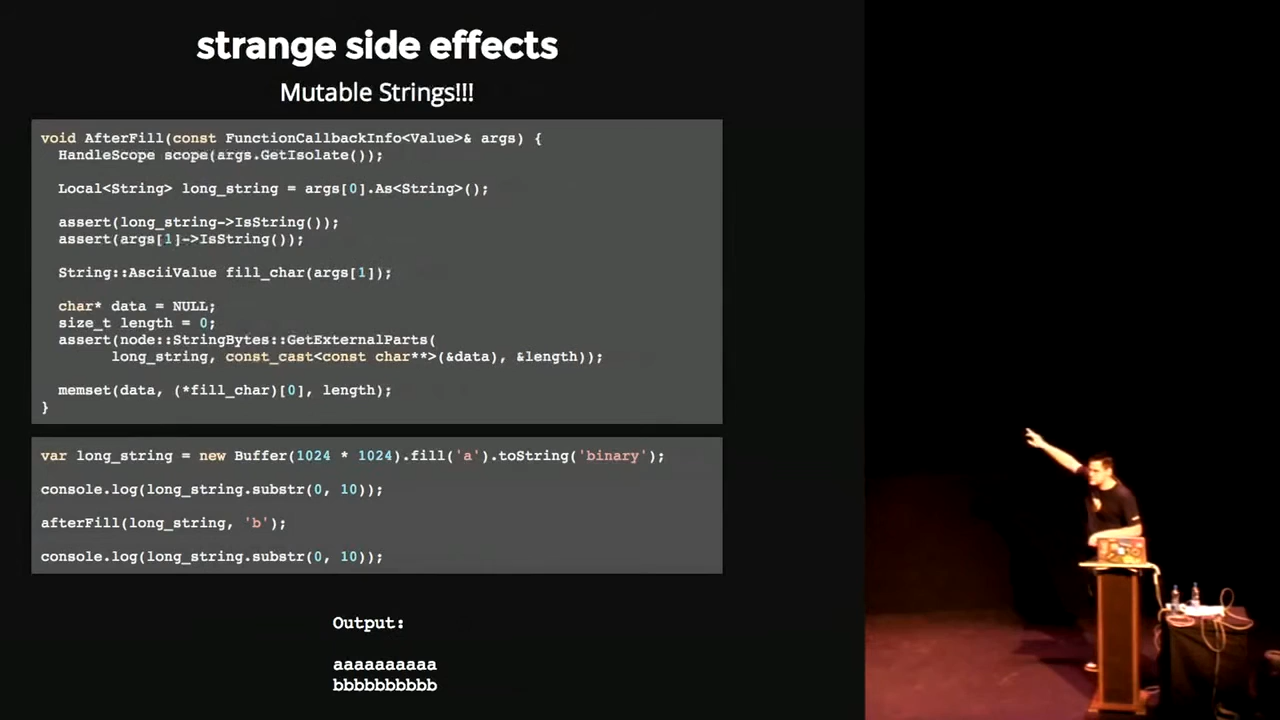 strange side effects
Mutable Strings!!!
void AfterFill(const FunctionCallbackInfo<Value>& args) {
HandleScope scope(args.GetIsolate());
Local<String> long_string = args[0].As<String>();
assert(long_string->IsString());
assert(args[1]->IsString());
String::AsciiValue fill_char(args[1]);
char* data = NULL;
size_t length = 0;
assert(node::StringBytes::GetExternalParts(
long_string, const_cast<const char**>(&data), &length));
memset(data, (*fill_char)[0], length);
}
var long_string = new Buffer(1024 * 1024).fill('a').toString('binary');
console.log(long_string.substr(0, 10));
afterFill(long_string, 'b');
console.log(long_string.substr(0, 10));
Output:
aaaaaaaaaa
bbbbbbbbbb